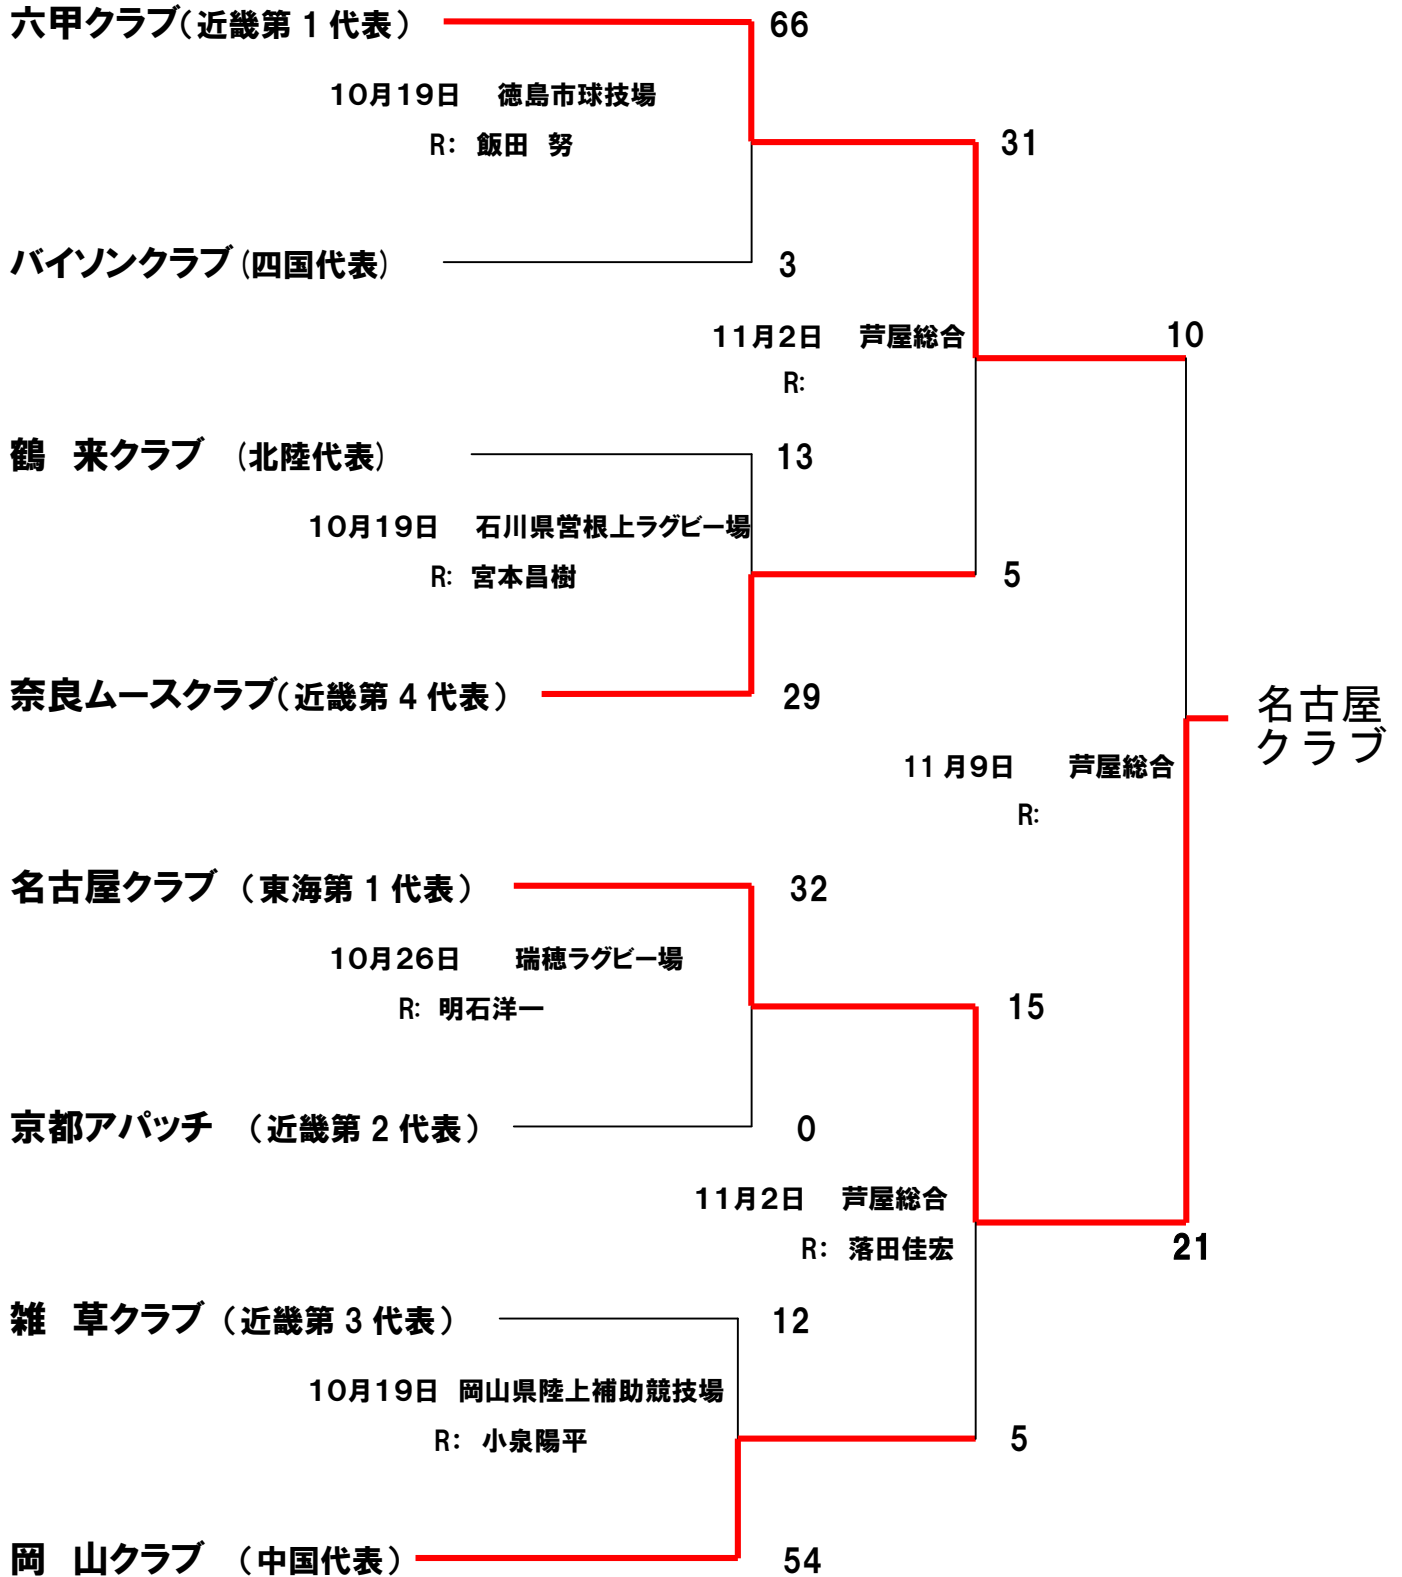 六甲クラブ(近畿第1代表) 66
10月19日 徳島市球技場
R: 飯田 努
31
バイソンクラブ(四国代表) 3
11月2日 芦屋総合
R:
10
鶴 来クラブ (北陸代表) 13
10月19日 石川県営根上ラグビー場
R: 宮本昌樹
5
奈良ムースクラブ(近畿第4代表) 29
名古屋
クラブ
11月9日 芦屋総合
R:
名古屋クラブ (東海第1代表) 32
10月26日 瑞穂ラグビー場
R: 明石洋一
15
京都アパッチ (近畿第2代表) 0
11月2日 芦屋総合
R: 落田佳宏
21
雑 草クラブ (近畿第3代表) 12
10月19日 岡山県陸上補助競技場
R: 小泉陽平
5
岡 山クラブ (中国代表) 54